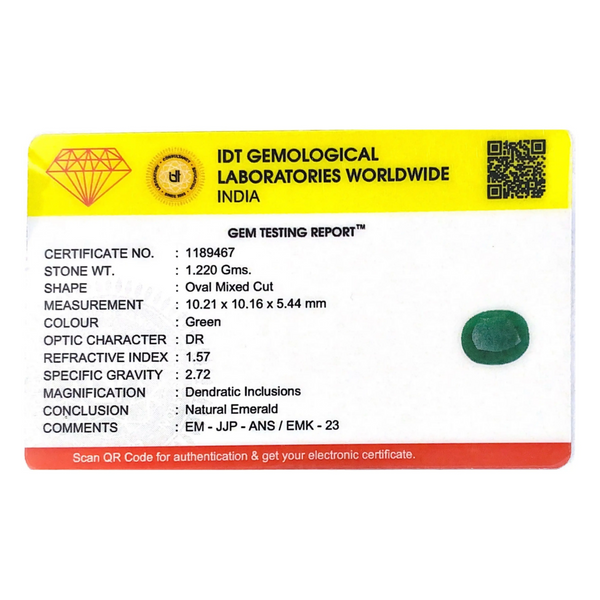 IDT GEMOLOGICAL
LABORATORIES WORLDWIDE
INDIA
GEM TESTING REPORT™
CERTIFICATE NO. : 1189467
STONE WT. : 1.220 Gms.
SHAPE : Oval Mixed Cut
MEASUREMENT : 10.21 x 10.16 x 5.44 mm
COLOUR : Green
OPTIC CHARACTER : DR
REFRACTIVE INDEX : 1.57
SPECIFIC GRAVITY : 2.72
MAGNIFICATION : Dendratic Inclusions
CONCLUSION : Natural Emerald
COMMENTS : EM - JJP - ANS / EMK - 23
Scan QR Code for authentication & get your electronic certificate.